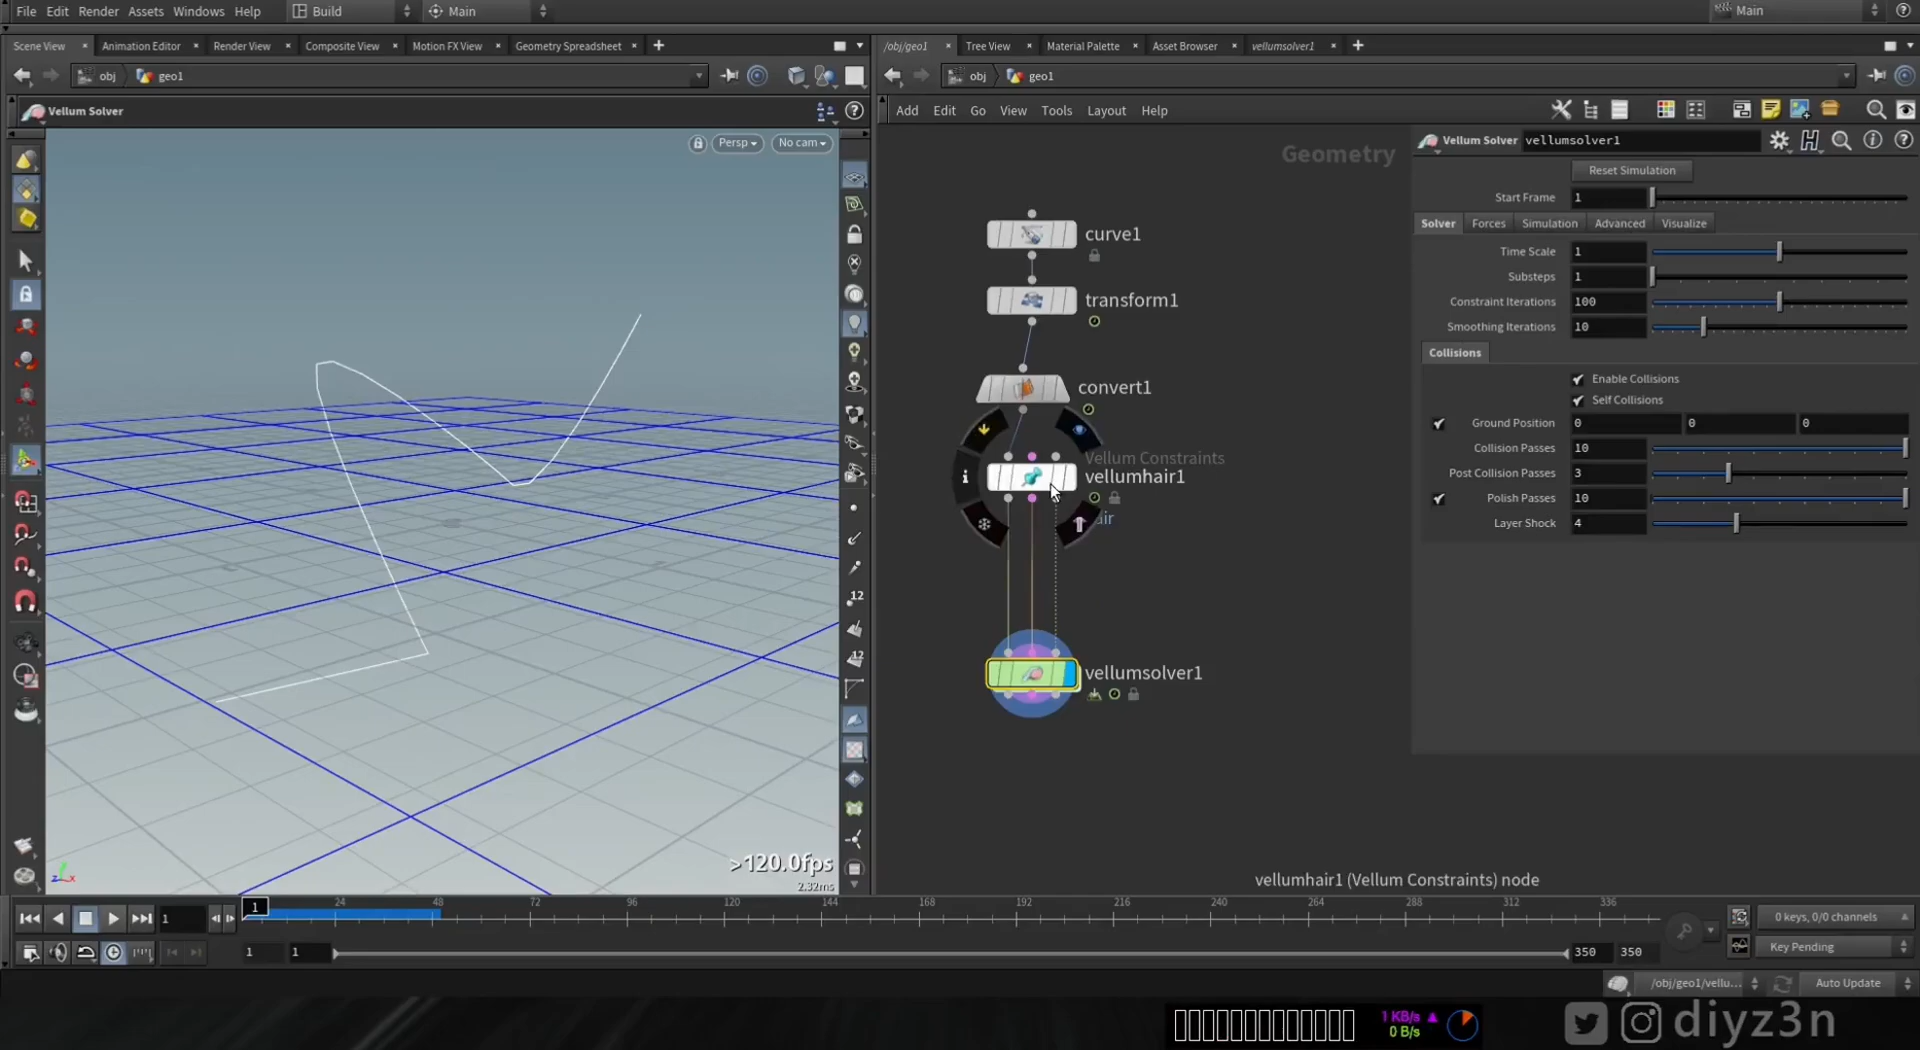 File Edit Render Assets Windows Help Build Main Main
Scene View Animation Editor Render View Composite View Motion FX View Geometry Spreadsheet
/obj/geo1 Tree View Material Palette Asset Browser vellumsolver1
obj geo1
obj geo1
Vellum Solver
Add Edit Go View Tools Layout Help
Persp No cam
Geometry
Vellum Solver vellumsolver1
Reset Simulation
Start Frame 1
Solver Forces Simulation Advanced Visualize
Time Scale 1
Substeps 1
Constraint Iterations 100
Smoothing Iterations 10
Collisions
Enable Collisions
Self Collisions
Ground Position 0 0 0
Collision Passes 10
Post Collision Passes 3
Polish Passes 10
Layer Shock 4
curve1
transform1
convert1
Vellum Constraints
vellumhair1
air
vellumsolver1
12
12
z x
>120.0fps
2.32ms
vellumhair1 (Vellum Constraints) node
1 1 24 48 72 96 120 144 168 192 216 240 264 288 312 336
0 keys, 0/0 channels
1 1 350 350
Key Pending
/obj/geo1/vellu... Auto Update
1 KB/s
0 B/s
diyz3n